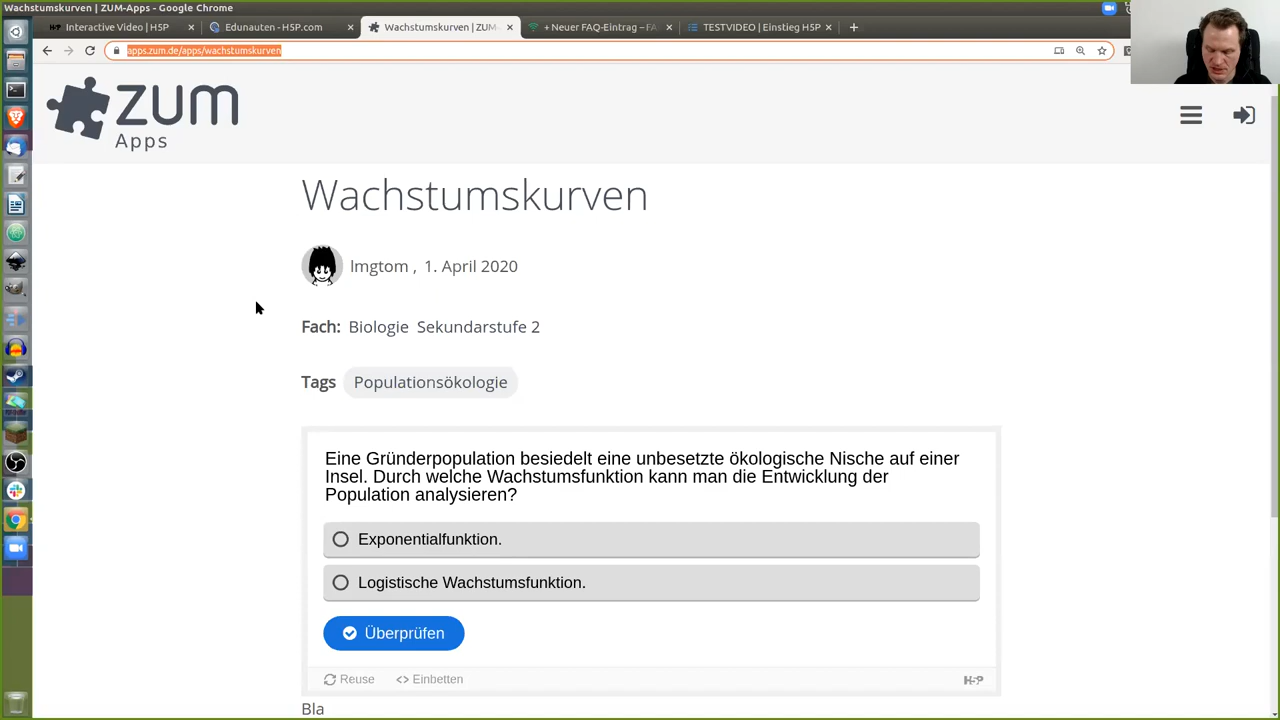 Wachstumskurven | ZUM-Apps - Google Chrome
Interactive Video | H5P
Edunauten - H5P.com
Wachstumskurven | ZUM-
+ Neuer FAQ-Eintrag – FA
TESTVIDEO | Einstieg H5P
apps.zum.de/apps/wachstumskurven
ZUM
Apps
Wachstumskurven
lmgtom , 1. April 2020
Fach: Biologie Sekundarstufe 2
Tags Populationsökologie
Eine Gründerpopulation besiedelt eine unbesetzte ökologische Nische auf einer
Insel. Durch welche Wachstumsfunktion kann man die Entwicklung der
Population analysieren?
Exponentialfunktion.
Logistische Wachstumsfunktion.
Überprüfen
Reuse
Einbetten
H5P
Bla